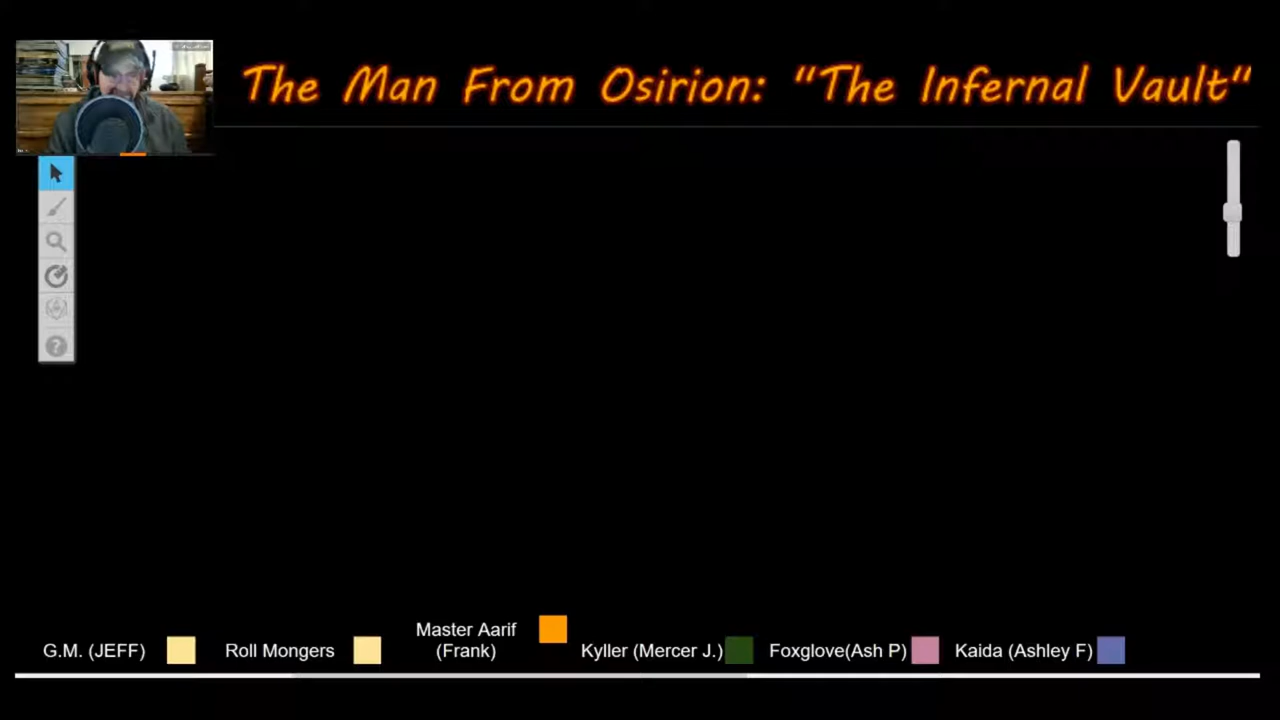 The Man From Osirion: “The Infernal Vault“
?
G.M. (JEFF)
Roll Mongers
Master Aarif
(Frank)
Kyller (Mercer J.)
Foxglove(Ash P)
Kaida (Ashley F)